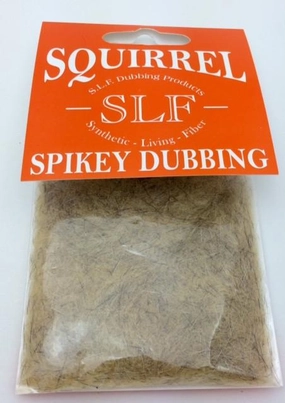 SQUIRREL
S.L.F. Dubbing Products
- SLF -
Synthetic - Living - Fiber
SPIKEY DUBBING